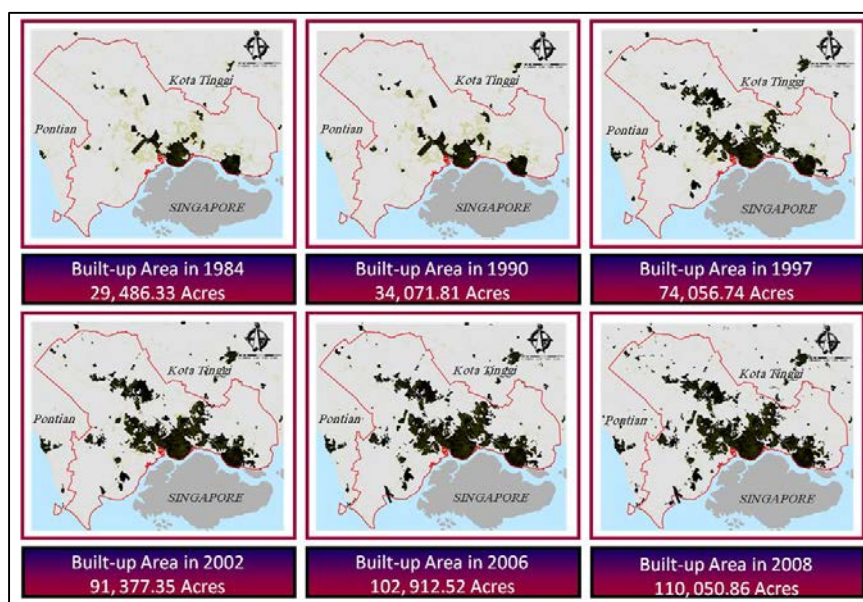 Kota Tinggi
Pontian
SINGAPORE
Kota Tinggi
Pontian
SINGAPORE
Kota Tinggi
Pontian
SINGAPORE
Built-up Area in 1984
29,486.33 Acres
Built-up Area in 1990
34,071.81 Acres
Built-up Area in 1997
74,056.74 Acres
Kota Tinggi
Pontian
SINGAPORE
Kota Tinggi
Pontian
SINGAPORE
Kota Tinggi
Pontian
SINGAPORE
Built-up Area in 2002
91,377.35 Acres
Built-up Area in 2006
102,912.52 Acres
Built-up Area in 2008
110,050.86 Acres